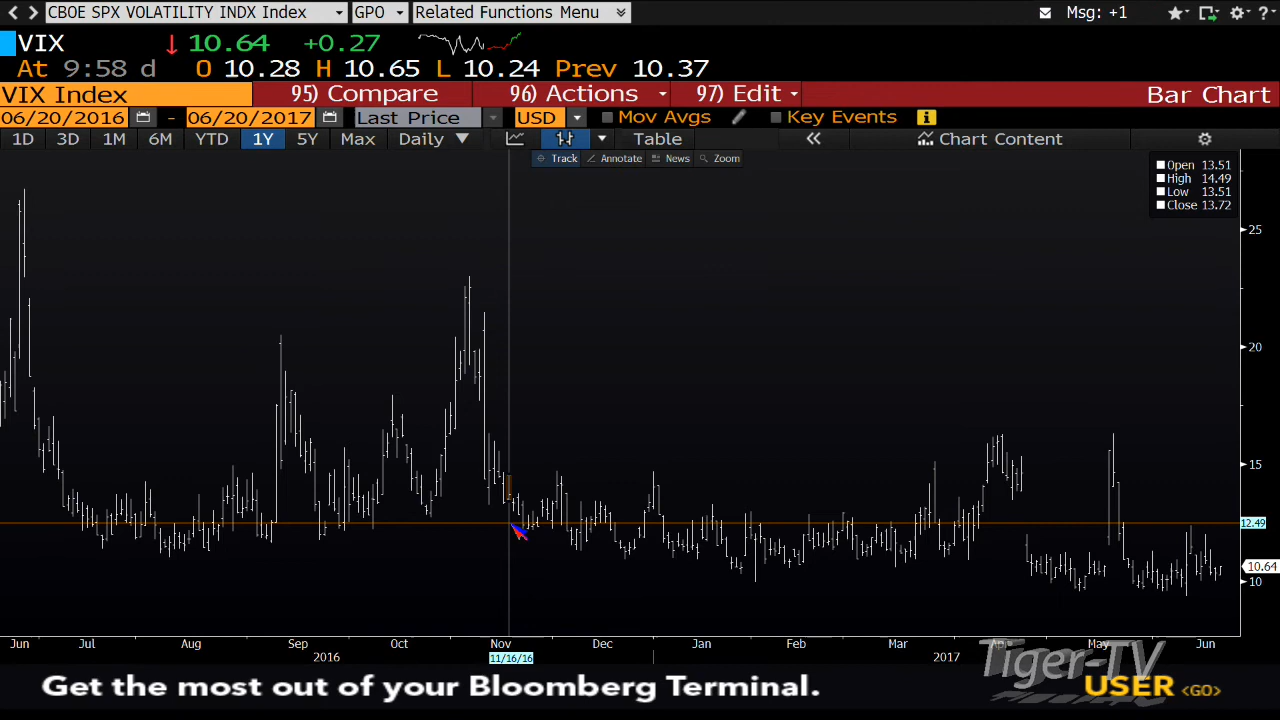 CBOE SPX VOLATILITY INDX Index GPO Related Functions Menu Msg: +1
VIX 10.64 +0.27
At 9:58 d O 10.28 H 10.65 L 10.24 Prev 10.37
VIX Index 95) Compare 96) Actions 97) Edit Bar Chart
06/20/2016 - 06/20/2017 Last Price USD Mov Avgs Key Events
1D 3D 1M 6M YTD 1Y 5Y Max Daily Table Chart Content
Track Annotate News Zoom
Open 13.51
High 14.49
Low 13.51
Close 13.72
25
20
15
12.49
10.64
10
Jun Jul Aug Sep Oct Nov Dec Jan Feb Mar Apr May Jun
2016 11/16/16 2017
Tiger-TV
Get the most out of your Bloomberg Terminal. USER <GO>